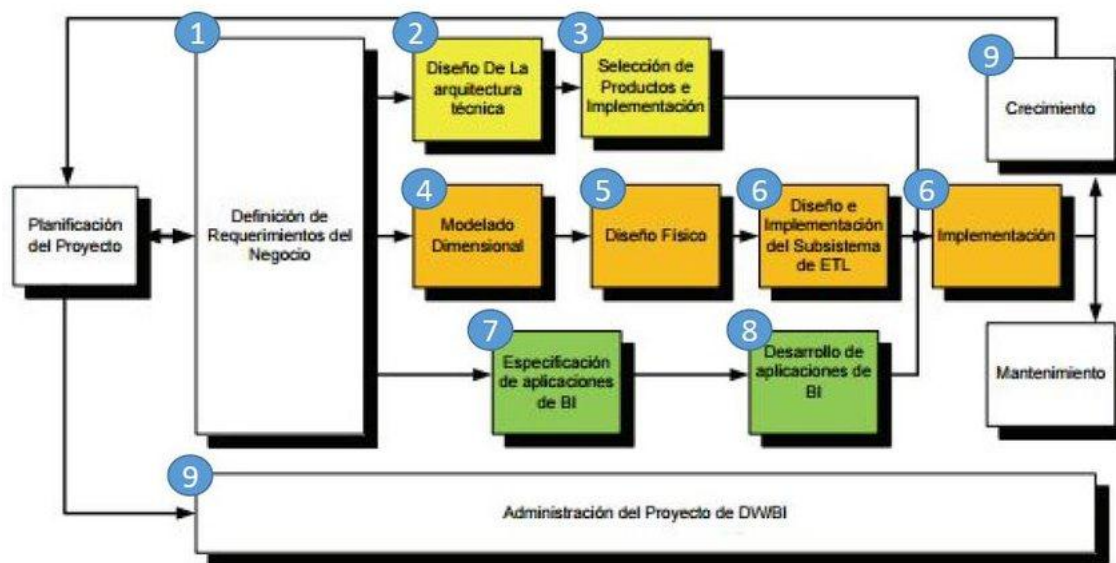 1
2
3
9
Diseño De La
arquitectura
técnica
Selección de
Productos e
Implementación
Crecimiento
4
5
6
6
Planificación
del Proyecto
Definición de
Requerimientos del
Negocio
Modelado
Dimensional
Diseño Físico
Diseño e
Implementación
del Subsistema
de ETL
Implementación
7
8
Especificación
de aplicaciones
de BI
Desarrollo de
aplicaciones de
BI
Mantenimiento
9
Administración del Proyecto de DW/BI